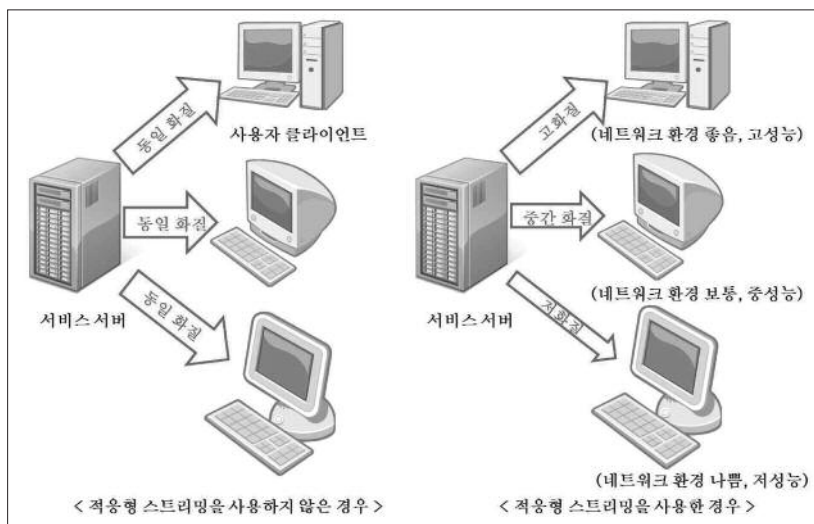 동일 화질
사용자 클라이언트
동일 화질
동일 화질
서비스 서버
< 적응형 스트리밍을 사용하지 않은 경우 >
고화질
(네트워크 환경 좋음, 고성능)
중간 화질
(네트워크 환경 보통, 중성능)
저화질
서비스 서버
(네트워크 환경 나쁨, 저성능)
< 적응형 스트리밍을 사용한 경우 >